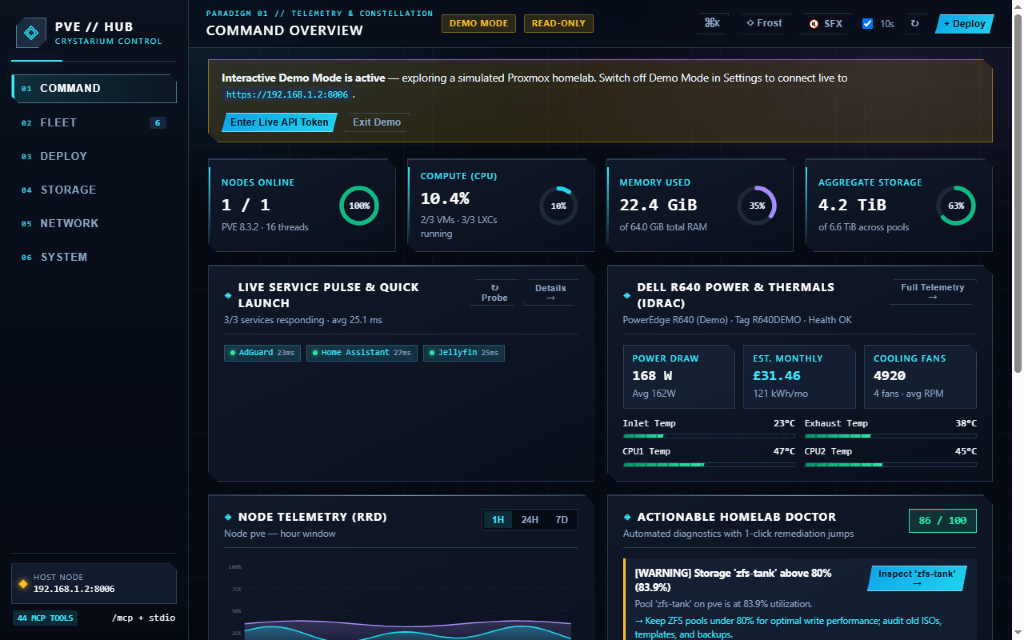 PVE // HUB
CRYSTARIUM CONTROL
01 COMMAND
02 FLEET 6
03 DEPLOY
04 STORAGE
05 NETWORK
06 SYSTEM
HOST NODE
192.168.1.2:8006
44 MCP TOOLS /mcp + stdio
PARADIGM 01 // TELEMETRY & CONSTELLATION
COMMAND OVERVIEW
DEMO MODE READ-ONLY
⌘K Frost SFX 10s ↻ + Deploy
Interactive Demo Mode is active — exploring a simulated Proxmox homelab. Switch off Demo Mode in Settings to connect live to
https://192.168.1.2:8006 .
Enter Live API Token Exit Demo
NODES ONLINE
1 / 1
PVE 8.3.2 · 16 threads
100%
COMPUTE (CPU)
10.4%
2/3 VMs · 3/3 LXCs
running
10%
MEMORY USED
22.4 GiB
of 64.0 GiB total RAM
35%
AGGREGATE STORAGE
4.2 TiB
of 6.6 TiB across pools
63%
LIVE SERVICE PULSE & QUICK
LAUNCH
↻
Probe
Details
→
3/3 services responding · avg 25.1 ms
AdGuard 23ms Home Assistant 27ms Jellyfin 25ms
DELL R640 POWER & THERMALS
(IDRAC)
Full Telemetry
→
PowerEdge R640 (Demo) · Tag R640DEMO · Health OK
POWER DRAW
168 W
Avg 162W
EST. MONTHLY
£31.46
121 kWh/mo
COOLING FANS
4920
4 fans · avg RPM
Inlet Temp 23°C Exhaust Temp 38°C
CPU1 Temp 47°C CPU2 Temp 45°C
NODE TELEMETRY (RRD)
1H 24H 7D
Node pve — hour window
100%
75%
50%
25%
ACTIONABLE HOMELAB DOCTOR
86 / 100
Automated diagnostics with 1-click remediation jumps
[WARNING] Storage 'zfs-tank' above 80%
(83.9%)
Inspect 'zfs-tank'
→
Pool 'zfs-tank' on pve is at 83.9% utilization.
→ Keep ZFS pools under 80% for optimal write performance; audit old ISOs,
templates, and backups.